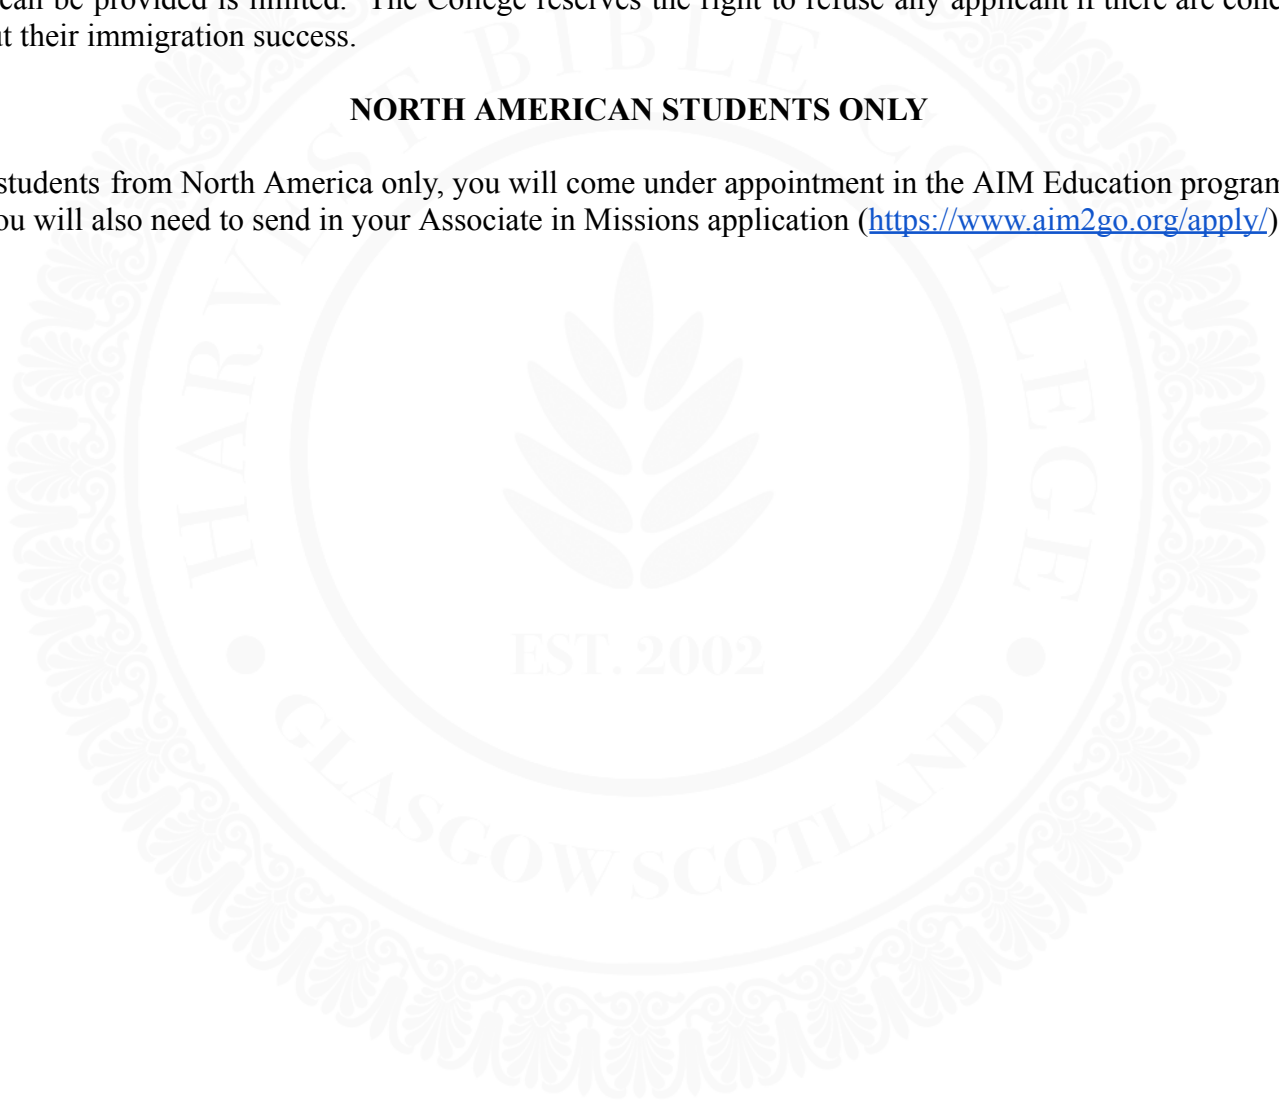 can be provided is limited. The College reserves the right to refuse any applicant if there are
their immigration success.
NORTH AMERICAN STUDENTS ONLY
students from North America only, you will come under appointment in the AIM Education
will also need to send in your Associate in Missions application (https://www.aim2go.org/apply/)
HARVEST BIBLE COLLEGE
EST. 2002
GLASGOW SCOTLAND